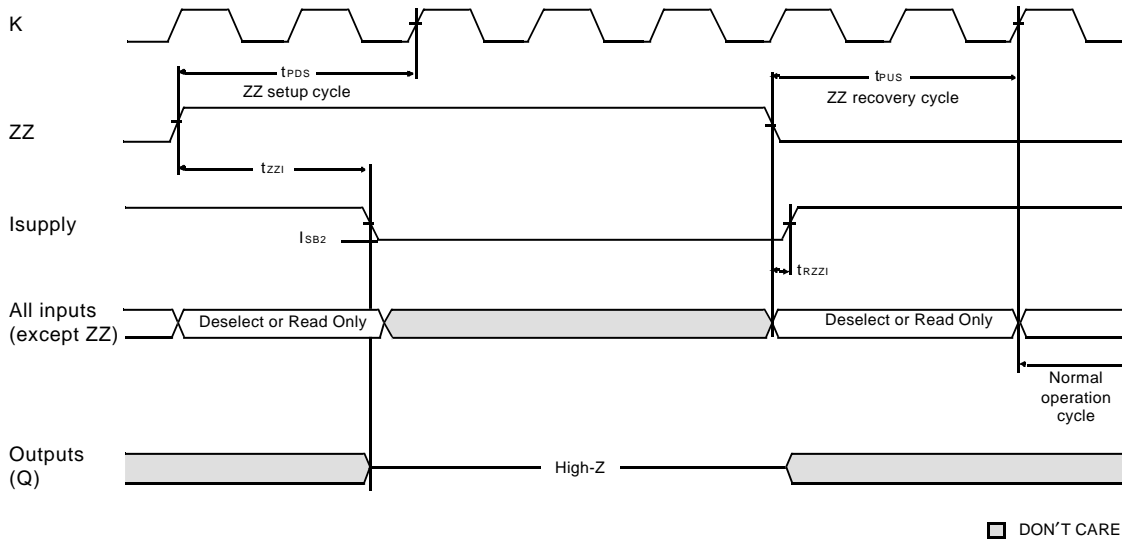 K
tPDS
ZZ setup cycle
tPUS
ZZ recovery cycle
ZZ
tZZI
Isupply
ISB2
tRZZI
All inputs
(except ZZ)
Deselect or Read Only
Deselect or Read Only
Normal
operation
cycle
Outputs
(Q)
High-Z
DON'T CARE